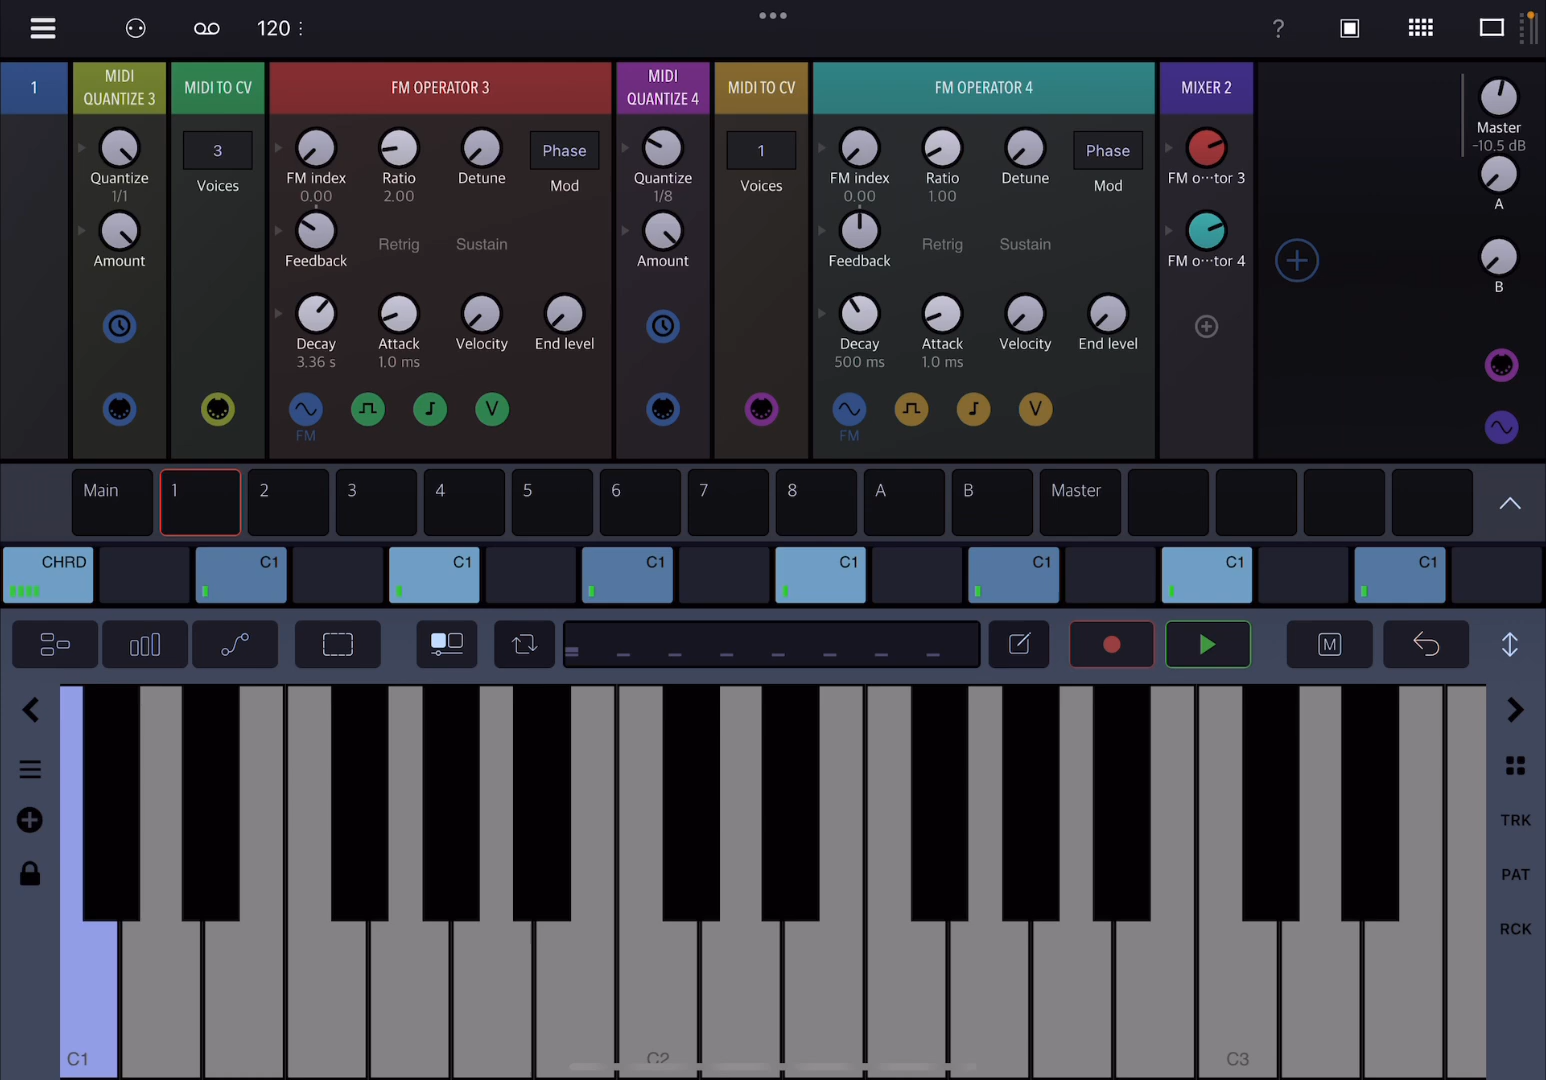 120
?
1
MIDI
QUANTIZE 3
MIDI TO CV
FM OPERATOR 3
MIDI
QUANTIZE 4
MIDI TO CV
FM OPERATOR 4
MIXER 2
Quantize
1/1
3
Voices
FM index
0.00
Ratio
2.00
Detune
Phase
Mod
Quantize
1/8
1
Voices
FM index
0.00
Ratio
1.00
Detune
Phase
Mod
FM o···tor 3
Master
-10.5 dB
A
Amount
Feedback
Retrig
Sustain
Amount
Feedback
Retrig
Sustain
FM o···tor 4
B
Decay
3.36 s
Attack
1.0 ms
Velocity
End level
Decay
500 ms
Attack
1.0 ms
Velocity
End level
V
FM
V
FM
Main
1
2
3
4
5
6
7
8
A
B
Master
CHRD
C1
C1
C1
C1
C1
C1
C1
M
TRK
PAT
RCK
C1
C2
C3